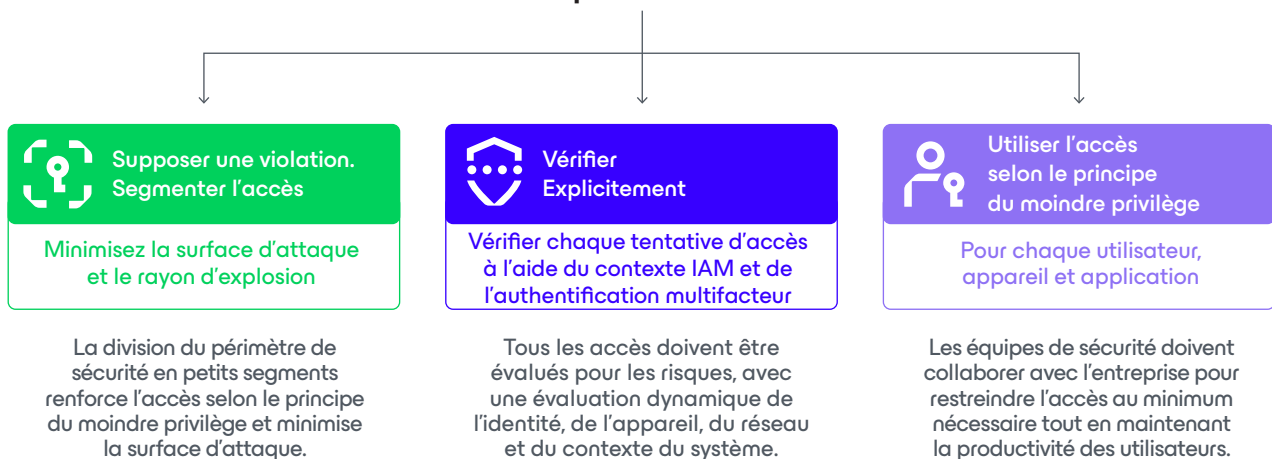 Supposer une violation.
Segmenter l'accès
Minimisez la surface d'attaque
et le rayon d'explosion
La division du périmètre de
sécurité en petits segments
renforce l'accès selon le principe
du moindre privilège et minimise
la surface d'attaque.
Vérifier
Explicitement
Vérifier chaque tentative d'accès
à l'aide du contexte IAM et de
l'authentification multifacteur
Tous les accès doivent être
évalués pour les risques, avec
une évaluation dynamique de
l'identité, de l'appareil, du réseau
et du contexte du système.
Utiliser l'accès
selon le principe
du moindre privilège
Pour chaque utilisateur,
appareil et application
Les équipes de sécurité doivent
collaborer avec l'entreprise pour
restreindre l'accès au minimum
nécessaire tout en maintenant
la productivité des utilisateurs.